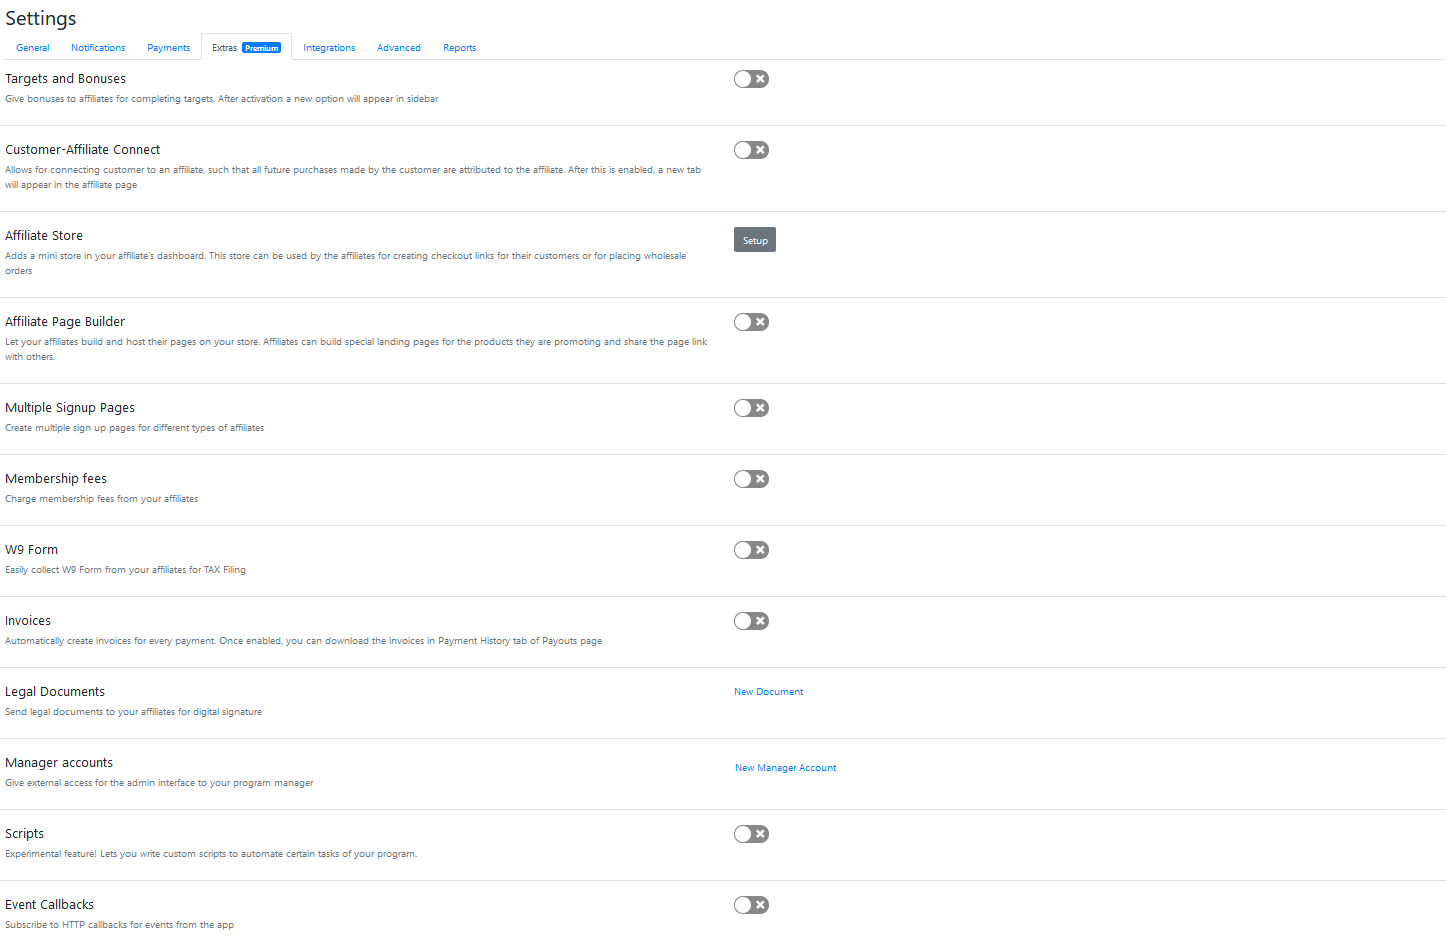 Settings
General Notifications Payments Extras Premium Integrations Advanced Reports
Targets and Bonuses
Give bonuses to affiliates for completing targets. After activation a new option will appear in sidebar
Customer-Affiliate Connect
Allows for connecting customer to an affiliate, such that all future purchases made by the customer are attributed to the affiliate. After this is enabled, a new tab
will appear in the affiliate page
Affiliate Store
Setup
Adds a mini store in your affiliate's dashboard. This store can be used by the affiliates for creating checkout links for their customers or for placing wholesale
orders
Affiliate Page Builder
Let your affiliates build and host their pages on your store. Affiliates can build special landing pages for the products they are promoting and share the page link
with others.
Multiple Signup Pages
Create multiple sign up pages for different types of affiliates
Membership fees
Charge membership fees from your affiliates
W9 Form
Easily collect W9 Form from your affiliates for TAX Filing
Invoices
Automatically create invoices for every payment. Once enabled, you can download the invoices in Payment History tab of Payouts page
Legal Documents
New Document
Send legal documents to your affiliates for digital signature
Manager accounts
New Manager Account
Give external access for the admin interface to your program manager
Scripts
Experimental feature! Lets you write custom scripts to automate certain tasks of your program.
Event Callbacks
Subscribe to HTTP callbacks for events from the app